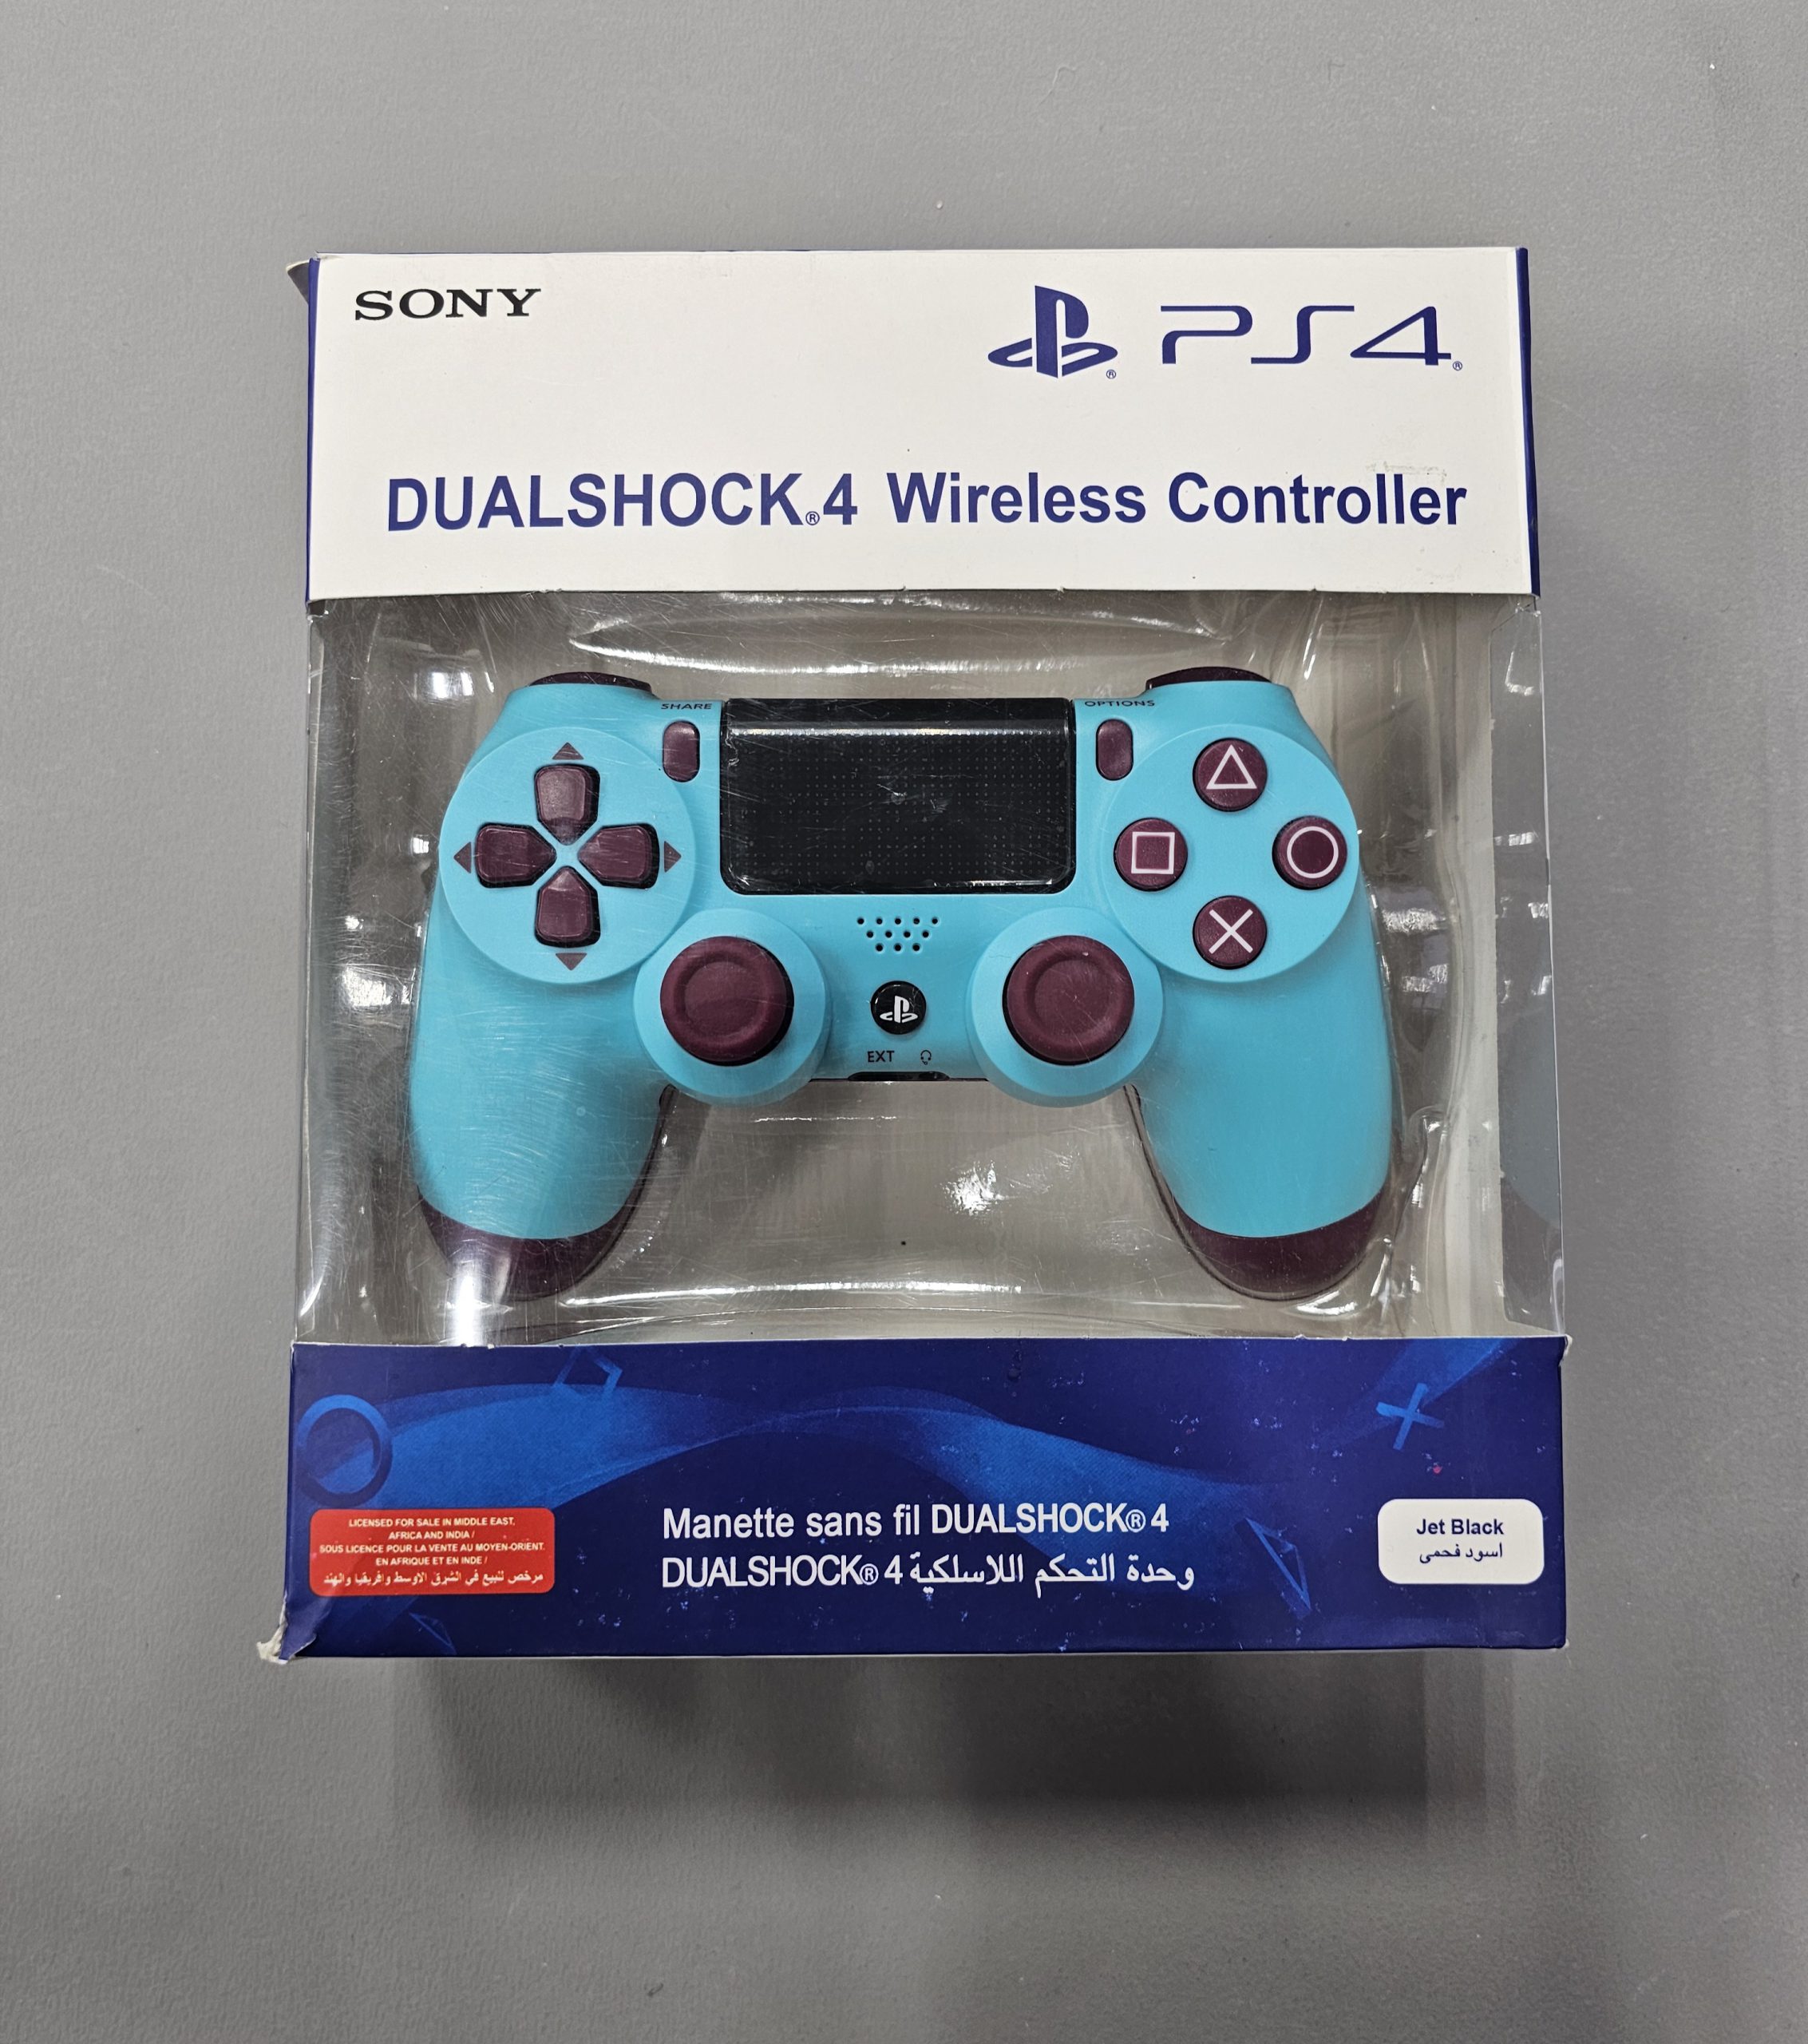 SONY
PS4®
DUALSHOCK®4 Wireless Controller
SHARE
OPTIONS
EXT
LICENSED FOR SALE IN MIDDLE EAST,
AFRICA AND INDIA /
SOUS LICENCE POUR LA VENTE AU MOYEN-ORIENT.
EN AFRIQUE ET EN INDE /
مرخص للبيع في الشرق الاوسط وافريقيا والهند
Manette sans fil DUALSHOCK® 4
وحدة التحكم اللاسلكية DUALSHOCK® 4
Jet Black
اسود فحمى